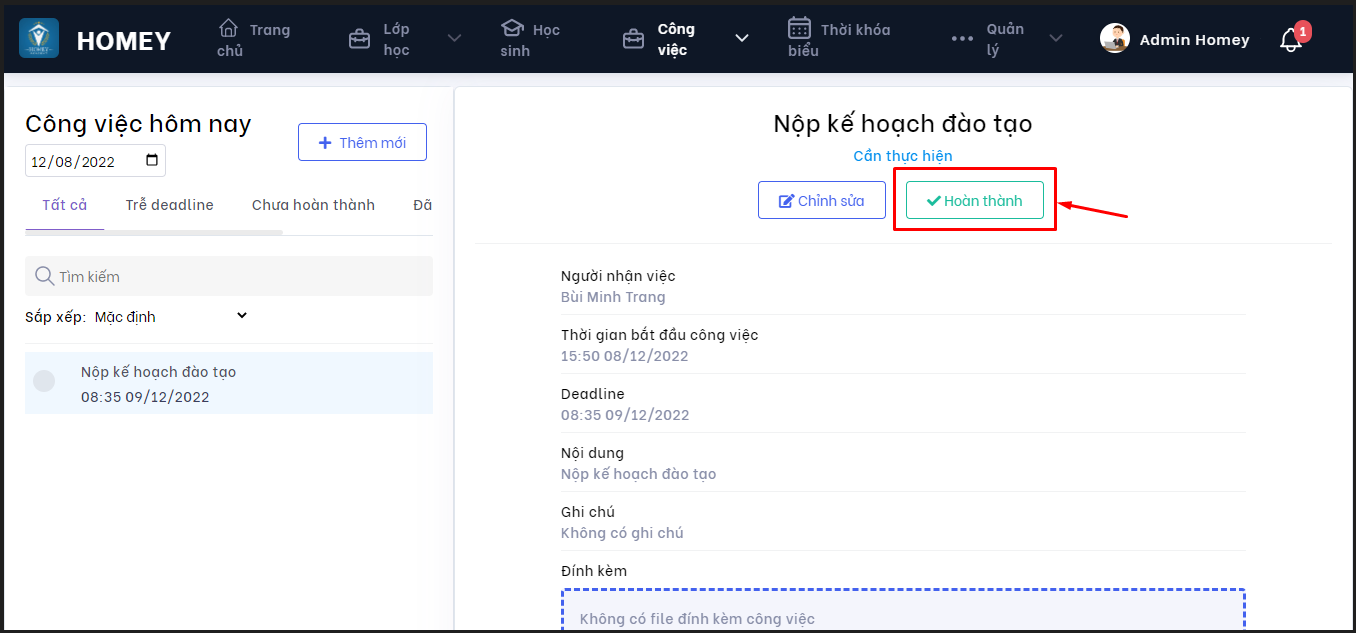 HOMEY
HOMEY
Trang chủ
Lớp học
Học sinh
Công việc
Thời khóa biểu
Quản lý
Admin Homey
1
Công việc hôm nay
12/08/2022
Thêm mới
Tất cả
Trễ deadline
Chưa hoàn thành
Đã
Tìm kiếm
Sắp xếp: Mặc định
Nộp kế hoạch đào tạo
08:35 09/12/2022
Nộp kế hoạch đào tạo
Cần thực hiện
Chỉnh sửa
Hoàn thành
Người nhận việc
Bùi Minh Trang
Thời gian bắt đầu công việc
15:50 08/12/2022
Deadline
08:35 09/12/2022
Nội dung
Nộp kế hoạch đào tạo
Ghi chú
Không có ghi chú
Đính kèm
Không có file đính kèm công việc